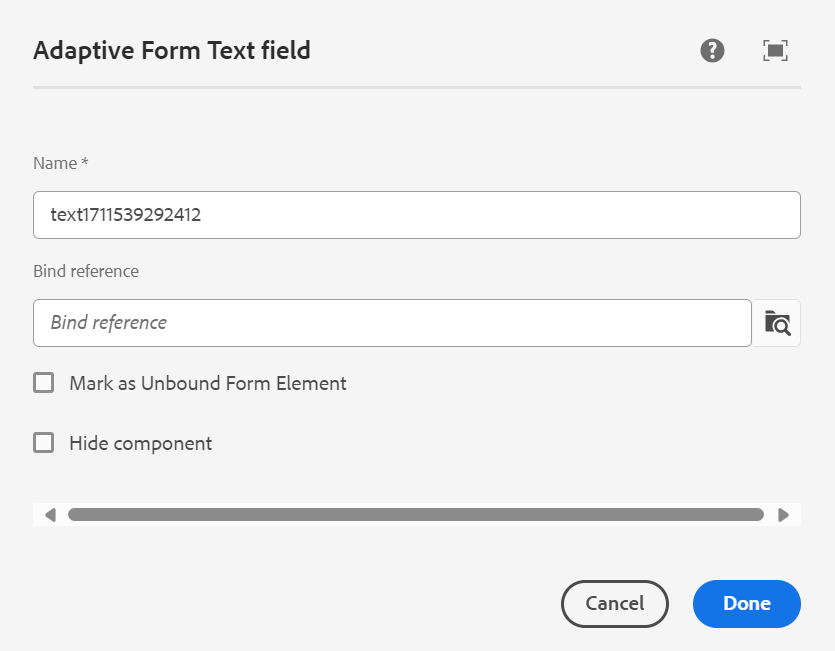 Adaptive Form Text field
Name *
text1711539292412
Bind reference
Bind reference
Mark as Unbound Form Element
Hide component
Cancel Done